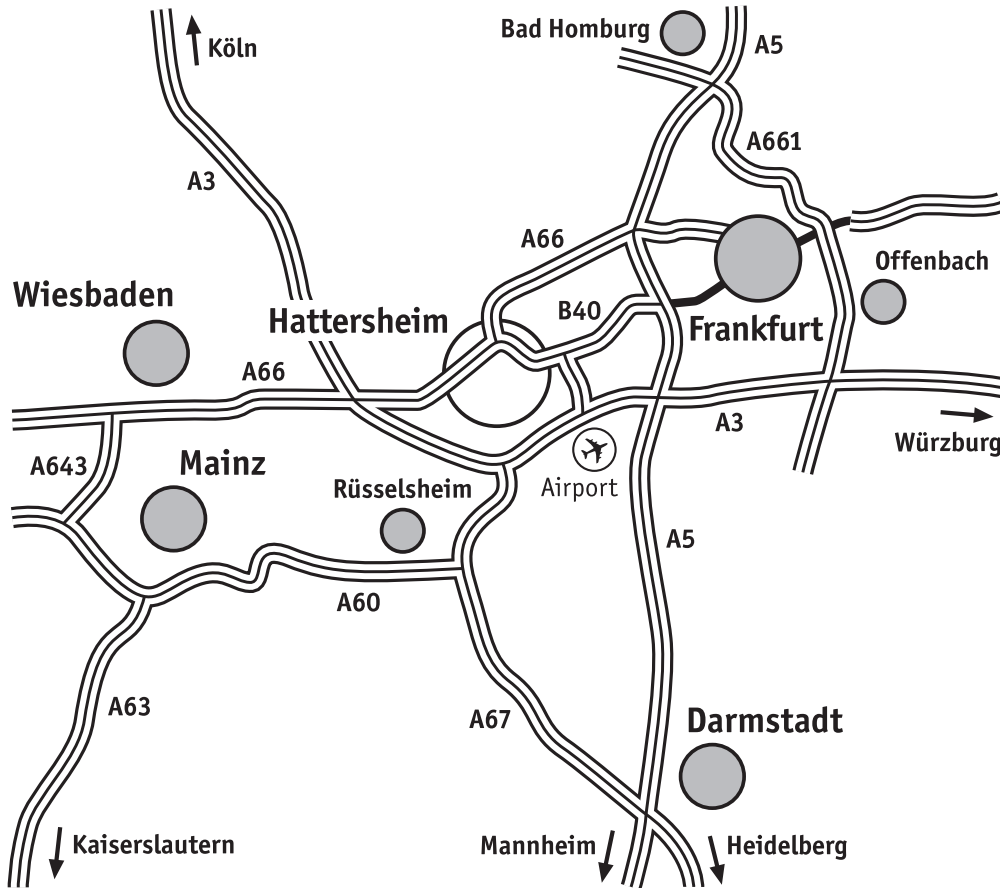 Bad Homburg
A5
Köln
A661
A3
A66
Offenbach
Wiesbaden
B40
Hattersheim
Frankfurt
A66
A3
Würzburg
A643
Mainz
Rüsselsheim
Airport
A5
A60
A63
A67
Darmstadt
Kaiserslautern
Mannheim
Heidelberg